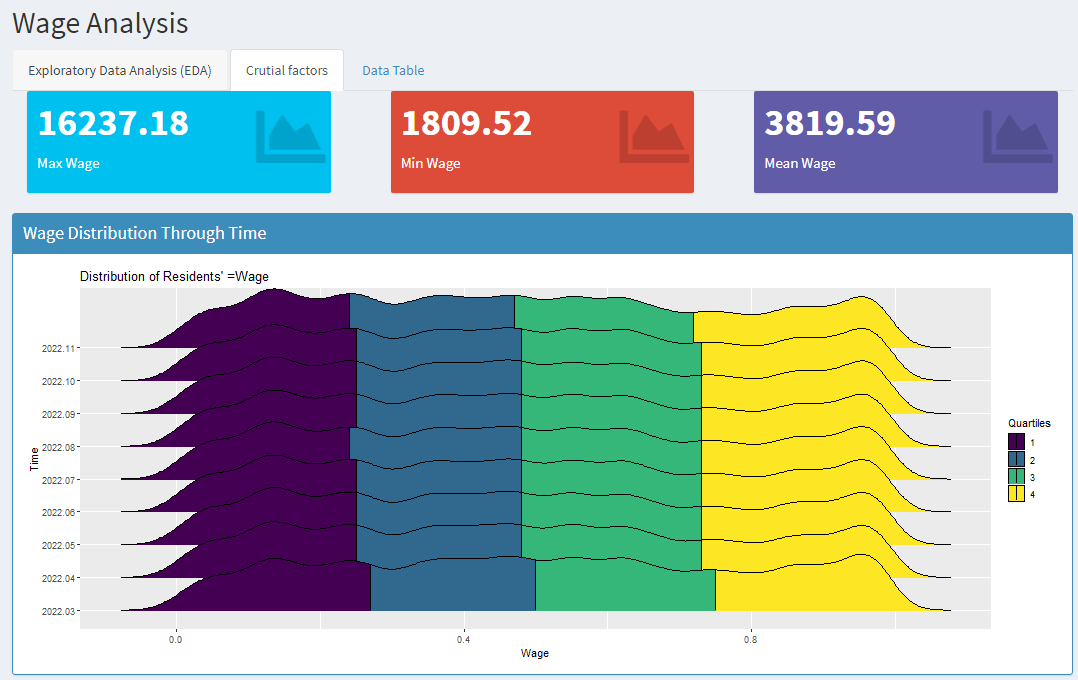 Wage Analysis
Exploratory Data Analysis (EDA)
Crutial factors
Data Table
16237.18
Max Wage
1809.52
Min Wage
3819.59
Mean Wage
Wage Distribution Through Time
Distribution of Residents' =Wage
2022.11
2022.10
2022.09
2022.08
2022.07
2022.06
2022.05
2022.04
2022.03
Time
0.0
0.4
0.8
Wage
Quartiles
1
2
3
4